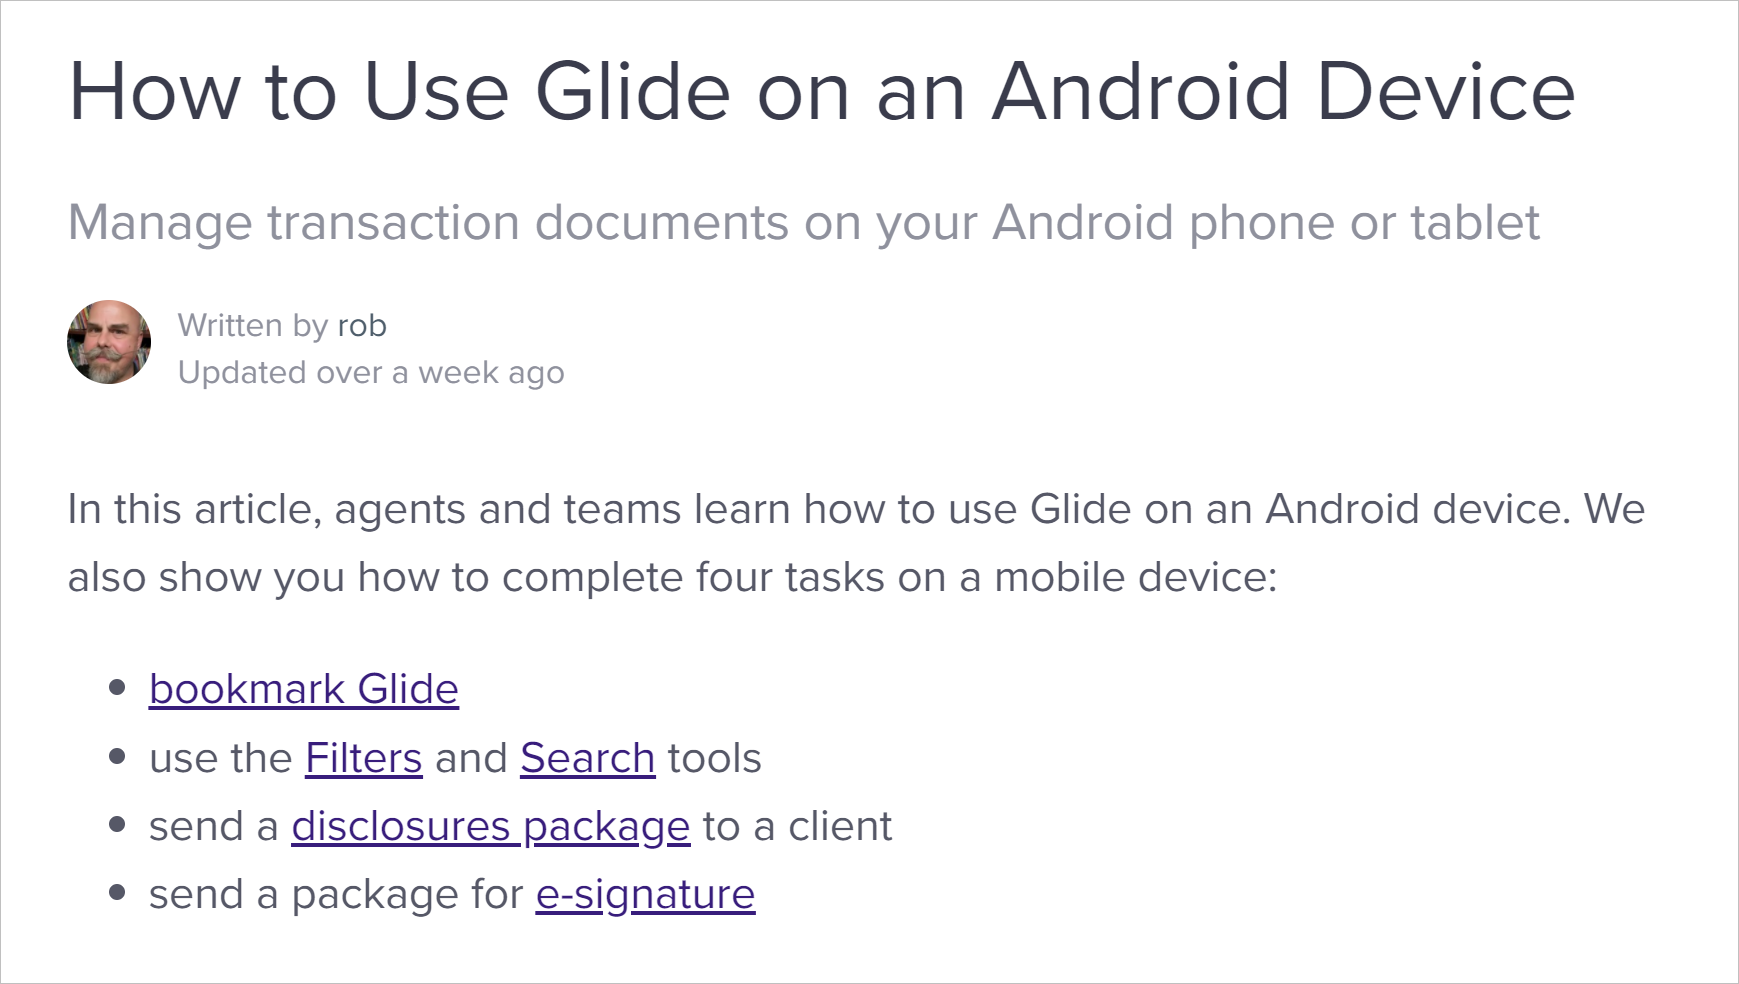 How to Use Glide on an Android Device
Manage transaction documents on your Android phone or tablet
Written by rob
Updated over a week ago
In this article, agents and teams learn how to use Glide on an Android device. We
also show you how to complete four tasks on a mobile device:
• bookmark Glide
• use the Filters and Search tools
• send a disclosures package to a client
• send a package for e-signature